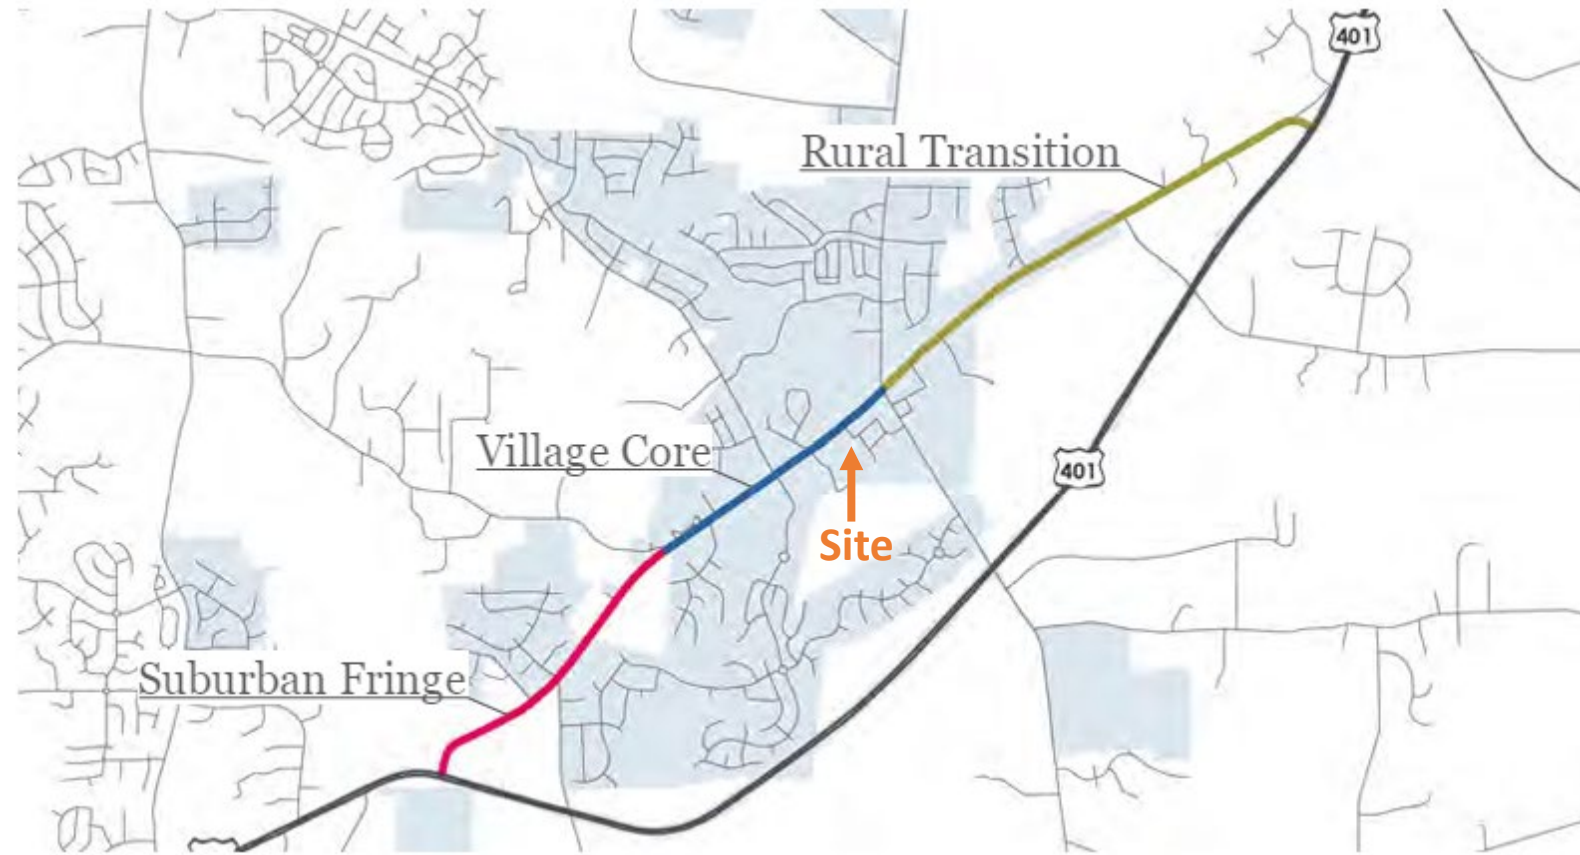 401
Rural Transition
Village Core
401
Site
Suburban Fringe